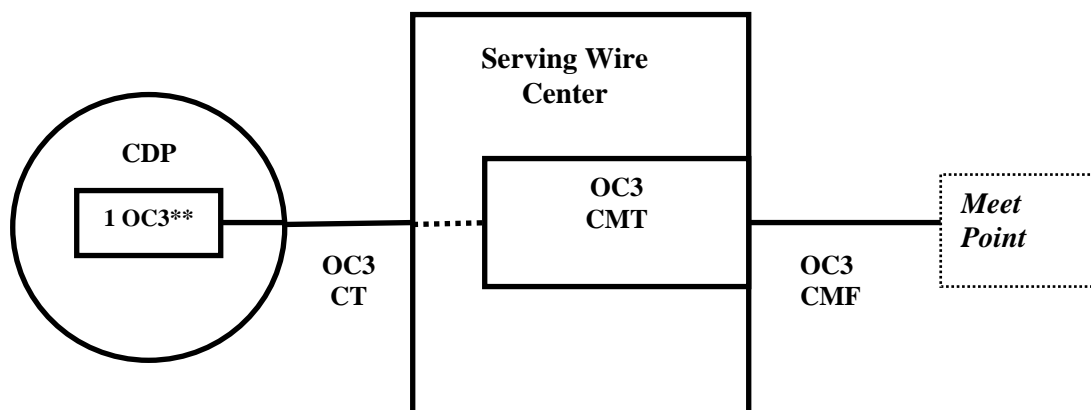 Serving Wire
Center
CDP
1 OC3**
OC3
CT
OC3
CMT
OC3
CMF
Meet
Point